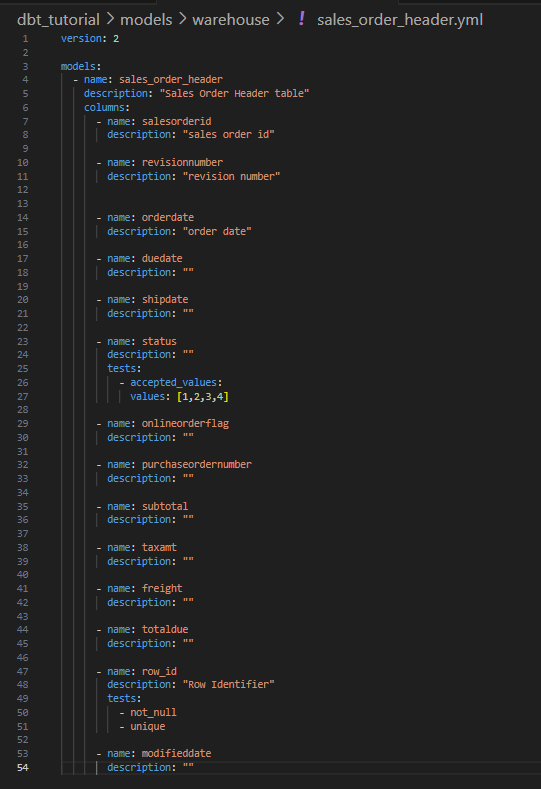 dbt_tutorial > models > warehouse > ! sales_order_header.yml
1 version: 2
2
3 models:
4   - name: sales_order_header
5     description: "Sales Order Header table"
6     columns:
7       - name: salesorderid
8         description: "sales order id"
9
10       - name: revisionnumber
11         description: "revision number"
12
13
14       - name: orderdate
15         description: "order date"
16
17       - name: duedate
18         description: ""
19
20       - name: shipdate
21         description: ""
22
23       - name: status
24         description: ""
25         tests:
26           - accepted_values:
27             values: [1,2,3,4]
28
29       - name: onlineorderflag
30         description: ""
31
32       - name: purchaseordernumber
33         description: ""
34
35       - name: subtotal
36         description: ""
37
38       - name: taxamt
39         description: ""
40
41       - name: freight
42         description: ""
43
44       - name: totaldue
45         description: ""
46
47       - name: row_id
48         description: "Row Identifier"
49         tests:
50           - not_null
51           - unique
52
53       - name: modifieddate
54         description: ""